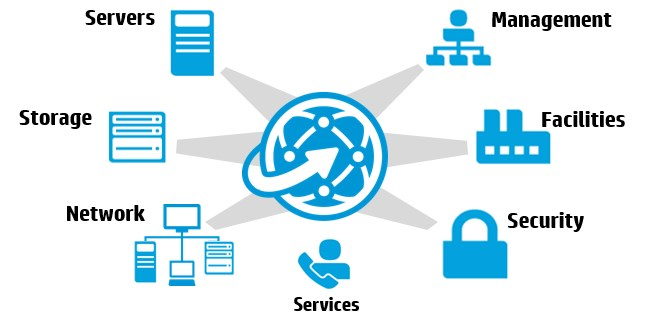 Servers
Management
Storage
Facilities
Network
Security
Services